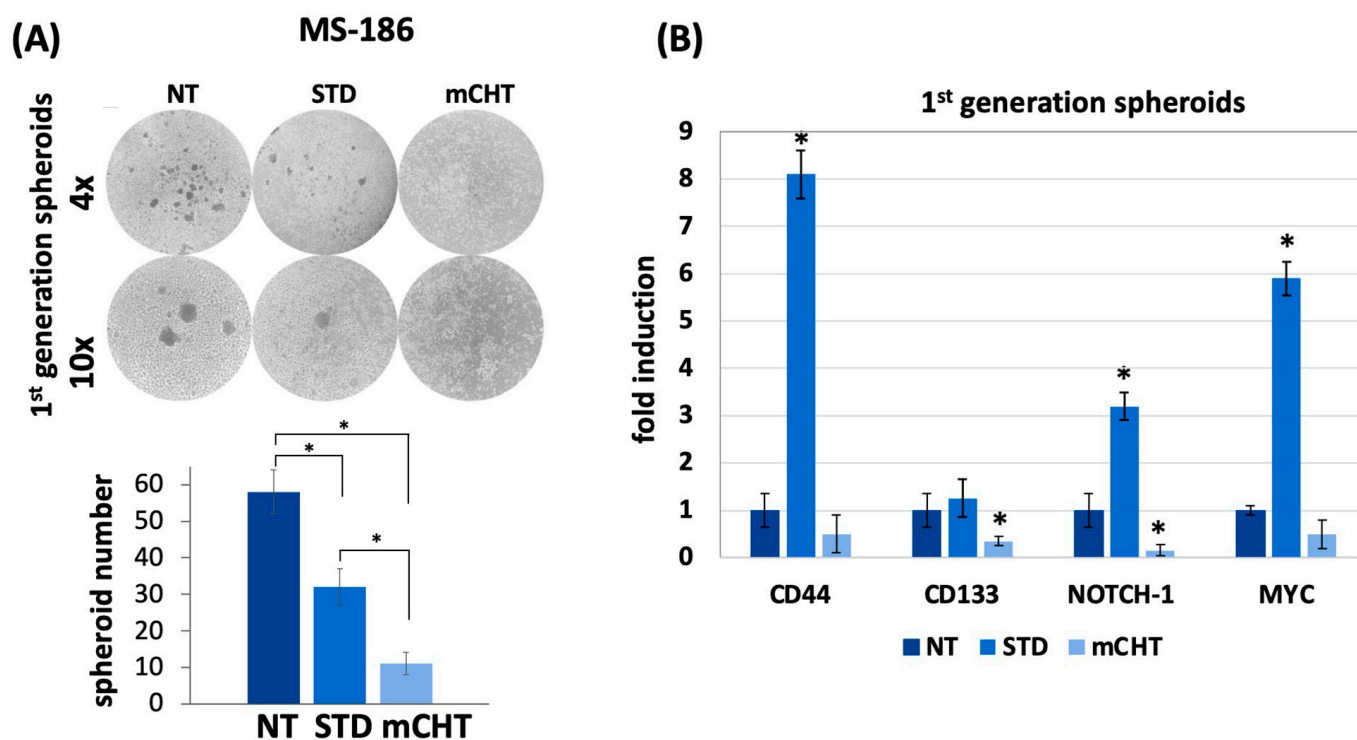 (A)
MS-186
NT STD mCHT
1st generation spheroids
4x
10x
*
*
*
spheroid number
60
50
40
30
20
10
0
NT STD mCHT
(B)
1st generation spheroids
fold induction
9
8
7
6
5
4
3
2
1
0
*
*
*
*
*
CD44 CD133 NOTCH-1 MYC
NT STD mCHT